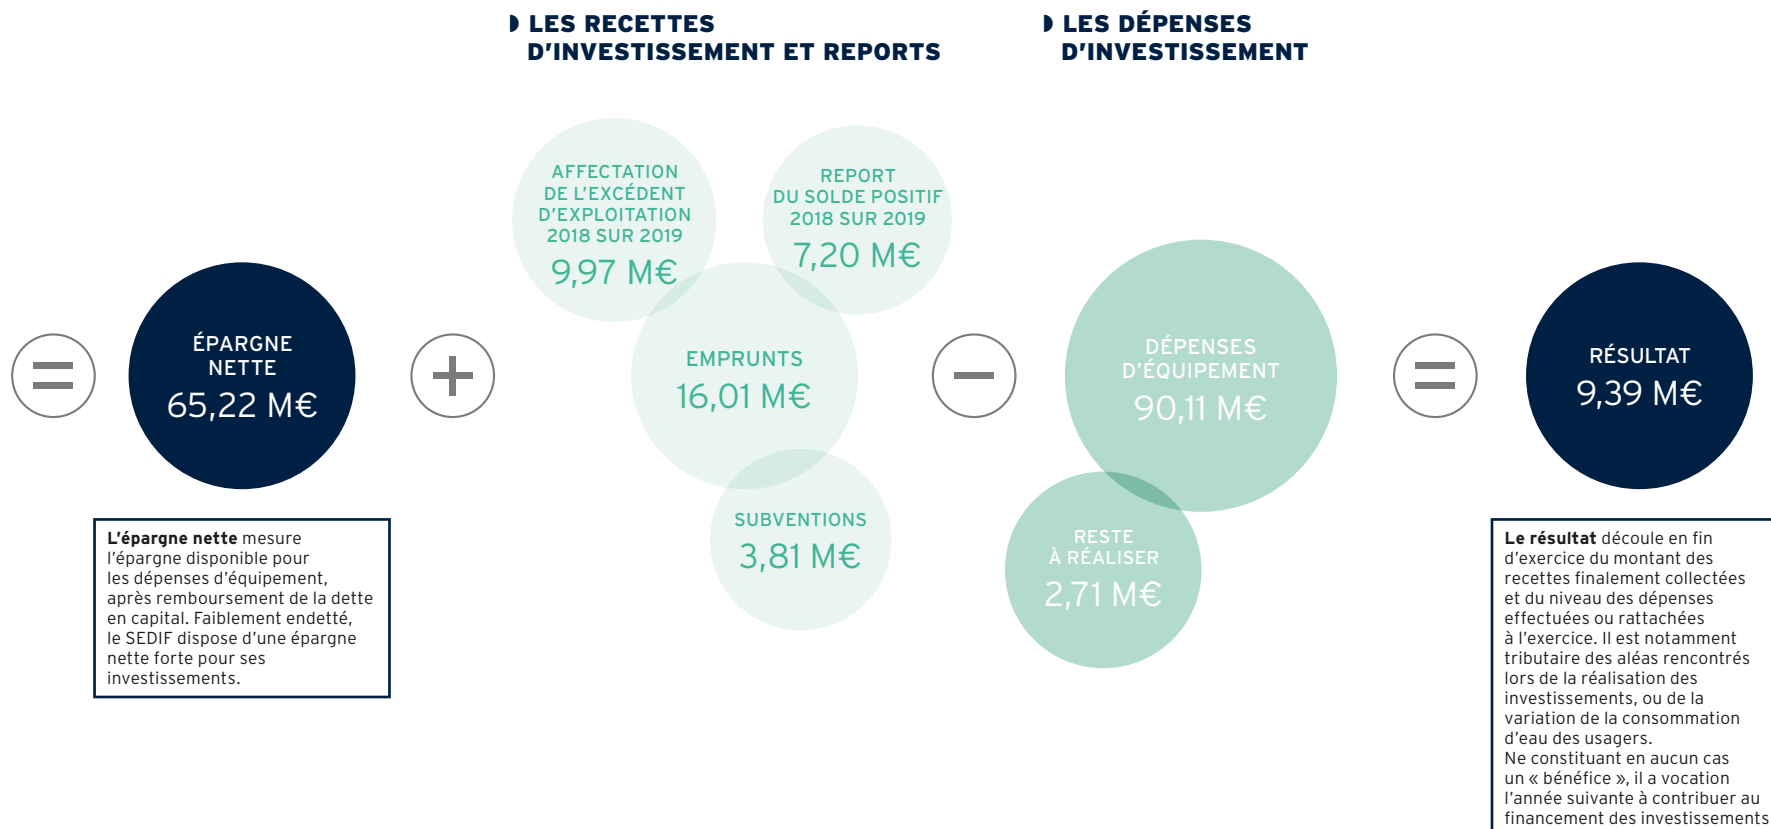 ◗ LES RECETTES
D'INVESTISSEMENT ET REPORTS
◗ LES DÉPENSES
D'INVESTISSEMENT
=
ÉPARGNE
NETTE
65,22 M€
L'épargne nette mesure
l'épargne disponible pour
les dépenses d'équipement,
après remboursement de la dette
en capital. Faiblement endetté,
le SEDIF dispose d'une épargne
nette forte pour ses
investissements.
+
AFFECTATION
DE L'EXCÉDENT
D'EXPLOITATION
2018 SUR 2019
9,97 M€
REPORT
DU SOLDE POSITIF
2018 SUR 2019
7,20 M€
EMPRUNTS
16,01 M€
SUBVENTIONS
3,81 M€
−
DÉPENSES
D'ÉQUIPEMENT
90,11 M€
RESTE
À RÉALISER
2,71 M€
=
RÉSULTAT
9,39 M€
Le résultat découle en fin
d'exercice du montant des
recettes finalement collectées
et du niveau des dépenses
effectuées ou rattachées
à l'exercice. Il est notamment
tributaire des aléas rencontrés
lors de la réalisation des
investissements, ou de la
variation de la consommation
d'eau des usagers.
Ne constituant en aucun cas
un « bénéfice », il a vocation
l'année suivante à contribuer au
financement des investissements